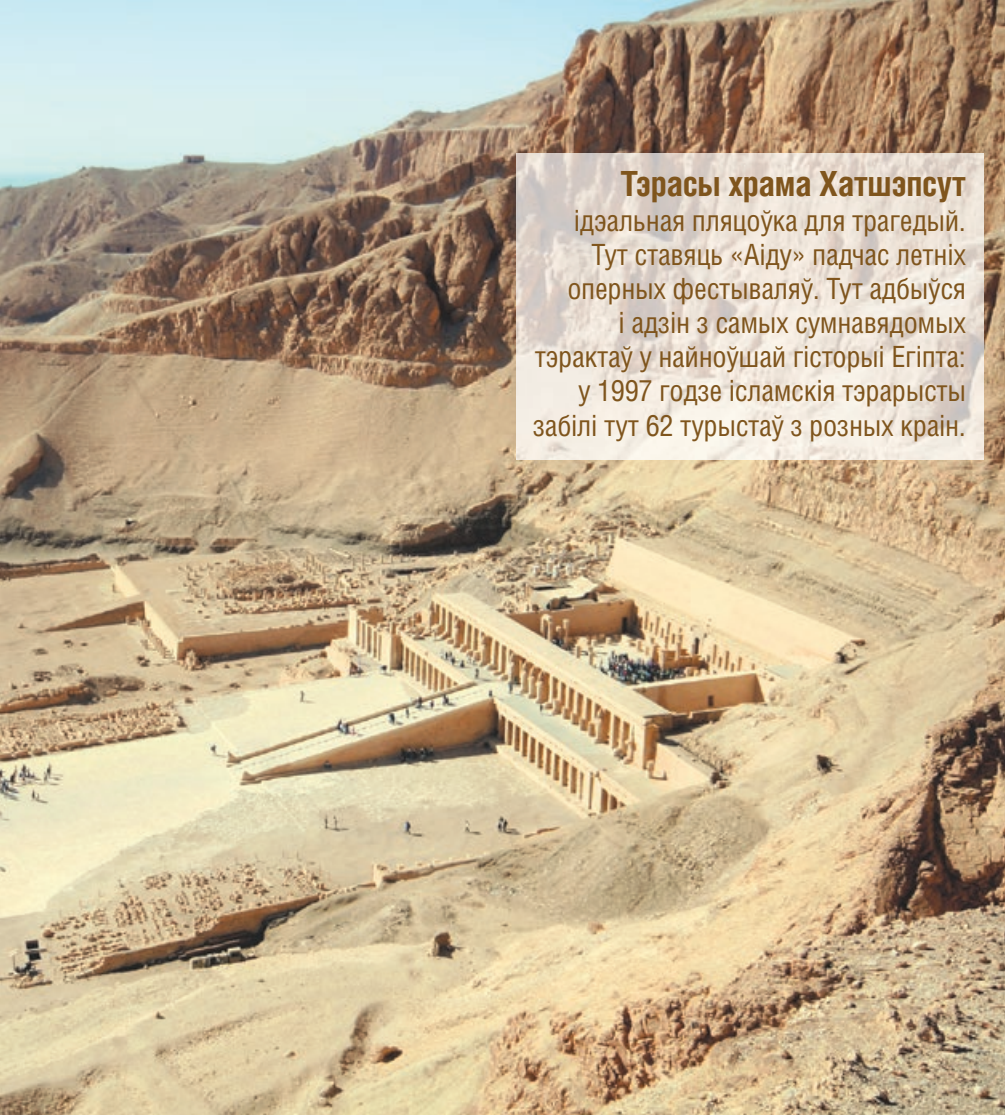 Тэрасы храма Хатшэпсут
ідэальная пляцоўка для трагедый.
Тут ставяць «Аіду» падчас летніх
оперных фестываляў. Тут адбыўся
і адзін з самых сумнавядомых
тэрактаў у найноўшай гісторыі Егіпта:
у 1997 годзе ісламскія тэрарысты
забілі тут 62 турыстаў з розных краін.